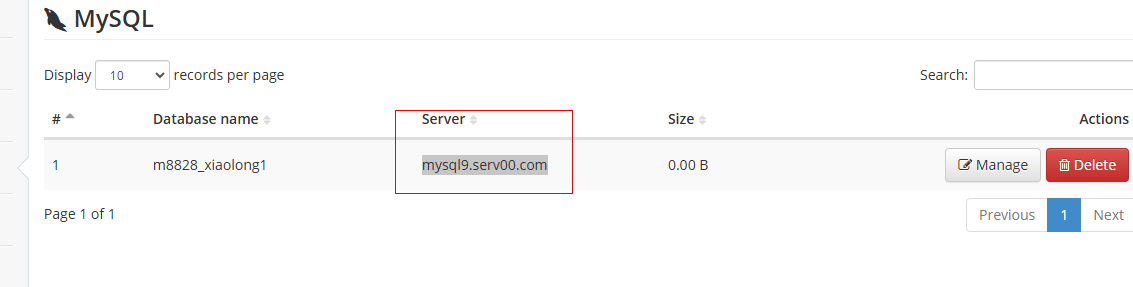 MySQL
Display 10 records per page Search:
# Database name Server Size Actions
1 m8828_xiaolong1 mysql9.serv00.com 0.00 B Manage Delete
Page 1 of 1 Previous 1 Next